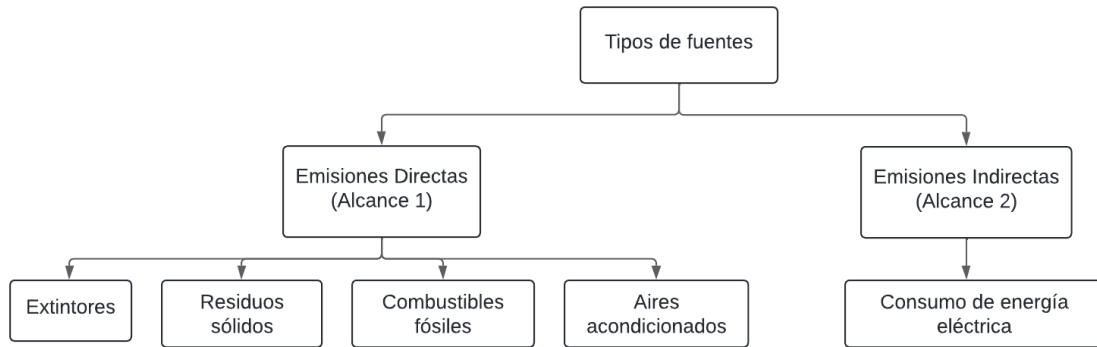 Tipos de fuentes
Emisiones Directas
(Alcance 1)
Emisiones Indirectas
(Alcance 2)
Extintores
Residuos
sólidos
Combustibles
fósiles
Aires
acondicionados
Consumo de energía
eléctrica